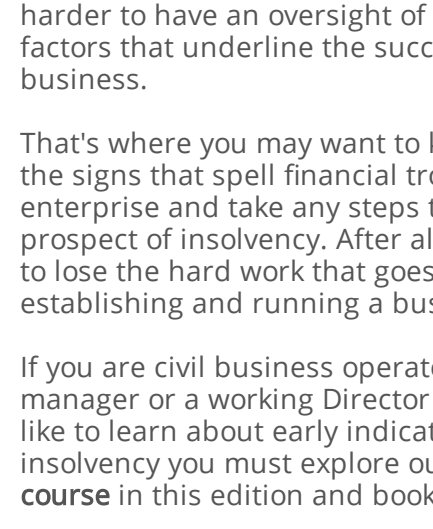 harder to have an oversight of
factors that underline the succ
business.

That's where you may want to
the signs that spell financial tr
enterprise and take any steps
prospect of insolvency. After al
to lose the hard work that goes
establishing and running a bus

If you are civil business operat
manager or a working Director
like to learn about early indicat
insolvency you must explore ou
course in this edition and book